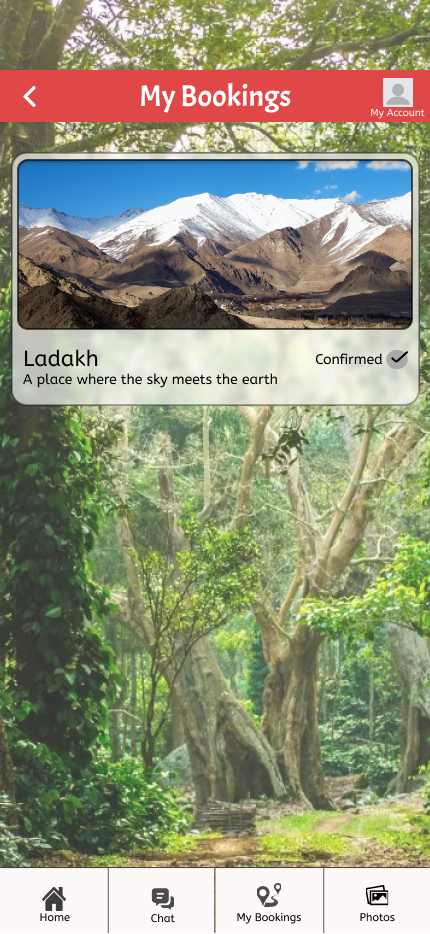 My Bookings
My Account
Ladakh
Confirmed
A place where the sky meets the earth
Home
Chat
My Bookings
Photos